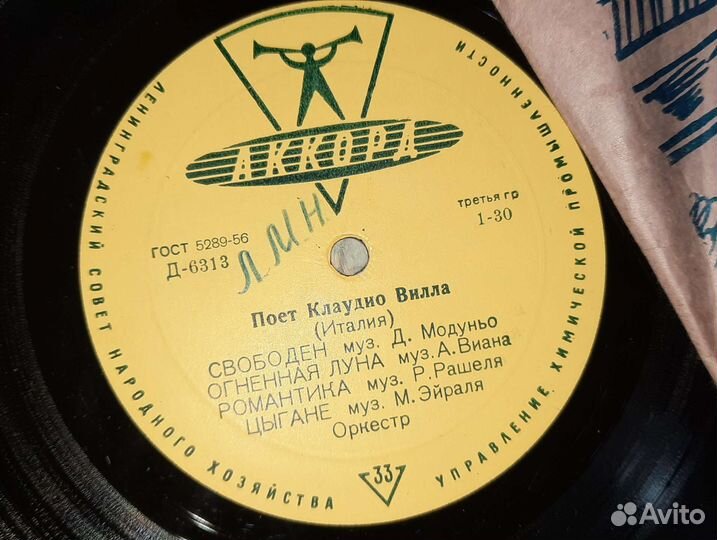 ЛЕНИНГРАДСКИЙ СОВЕТ НАРОДНОГО ХОЗЯЙСТВА
УПРАВЛЕНИЕ ХИМИЧЕСКОЙ ПРОМЫШЛЕННОСТИ
АККОРД
ГОСТ 5289-56
Д-6313
ЛМН
третья гр
1-30
Поет Клаудио Вилла
(Италия)
СВОБОДЕН муз. Д. Модуньо
ОГНЕННАЯ ЛУНА муз. А. Виана
РОМАНТИКА муз. Р. Рашеля
ЦЫГАНЕ муз. М. Эйраля
Оркестр
33
Avito